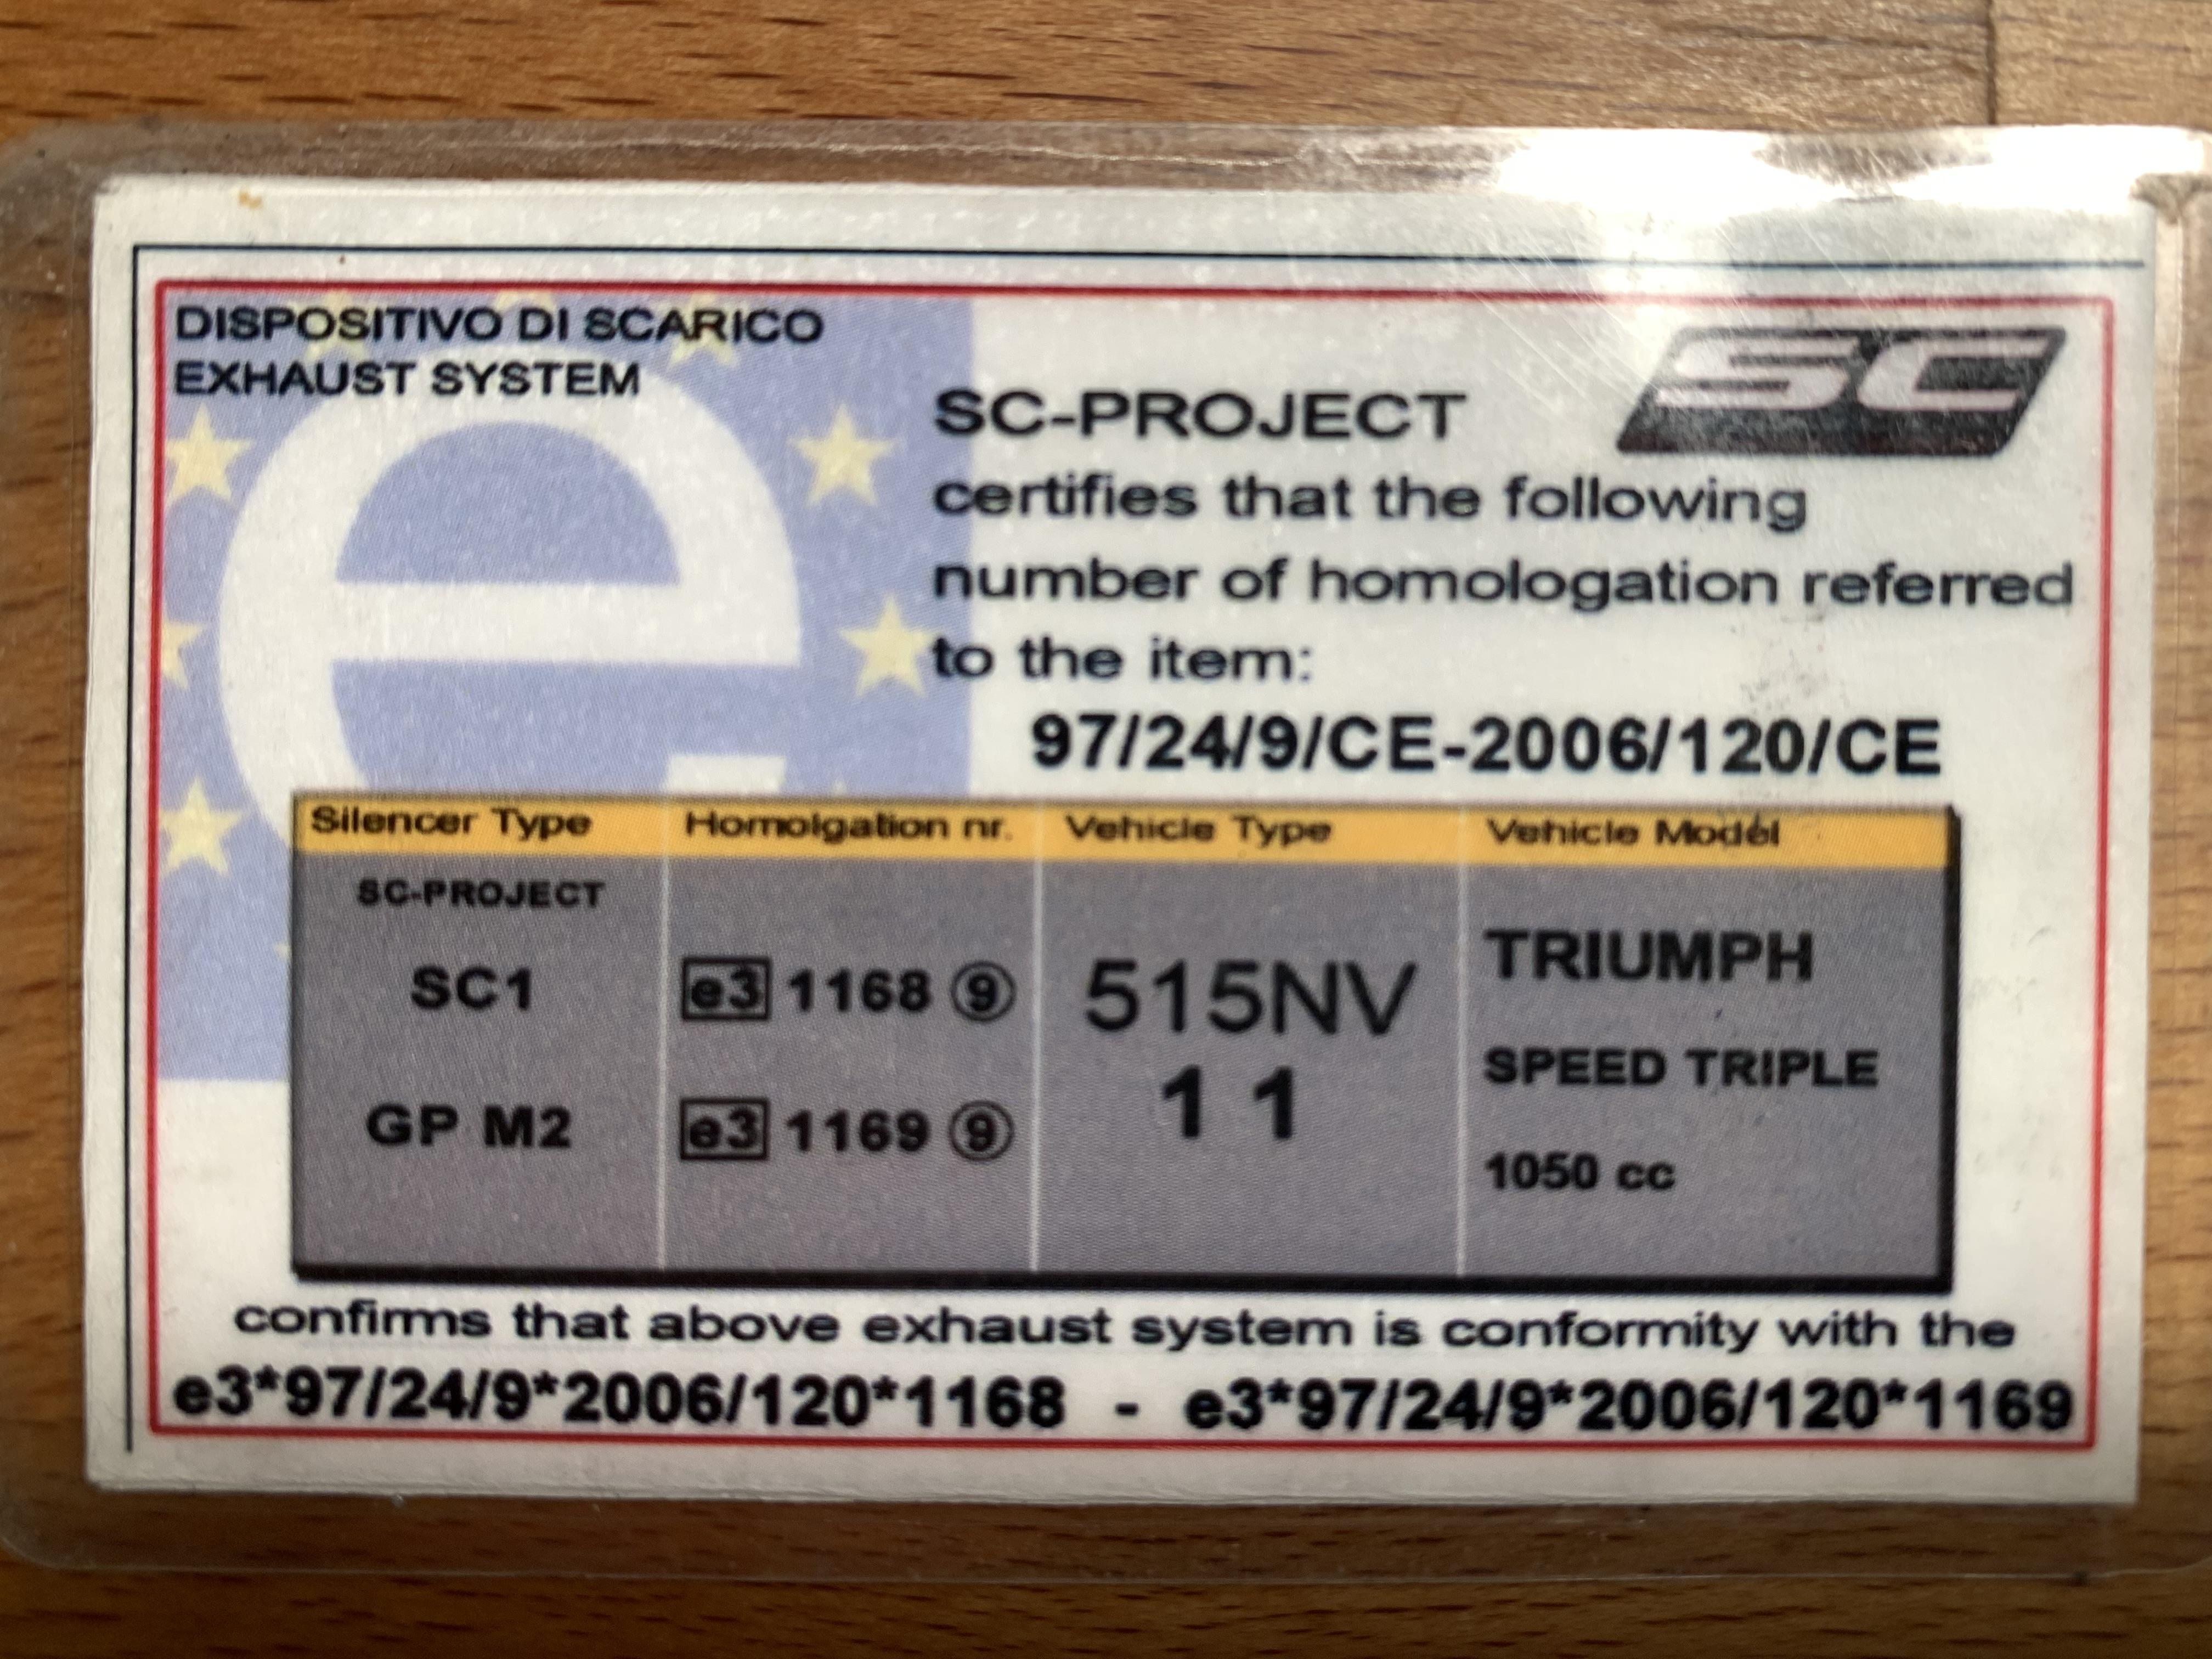 DISPOSITIVO DI SCARICO
EXHAUST SYSTEM
SC
SC-PROJECT
certifies that the following
number of homologation referred
to the item:
97/24/9/CE-2006/120/CE
Silencer Type Homolgation nr. Vehicle Type Vehicle Model
SC-PROJECT
SC1 e3 1168 9 515NV TRIUMPH
11 SPEED TRIPLE
GP M2 e3 1169 9 1050 cc
confirms that above exhaust system is conformity with the
e3*97/24/9*2006/120*1168 - e3*97/24/9*2006/120*1169